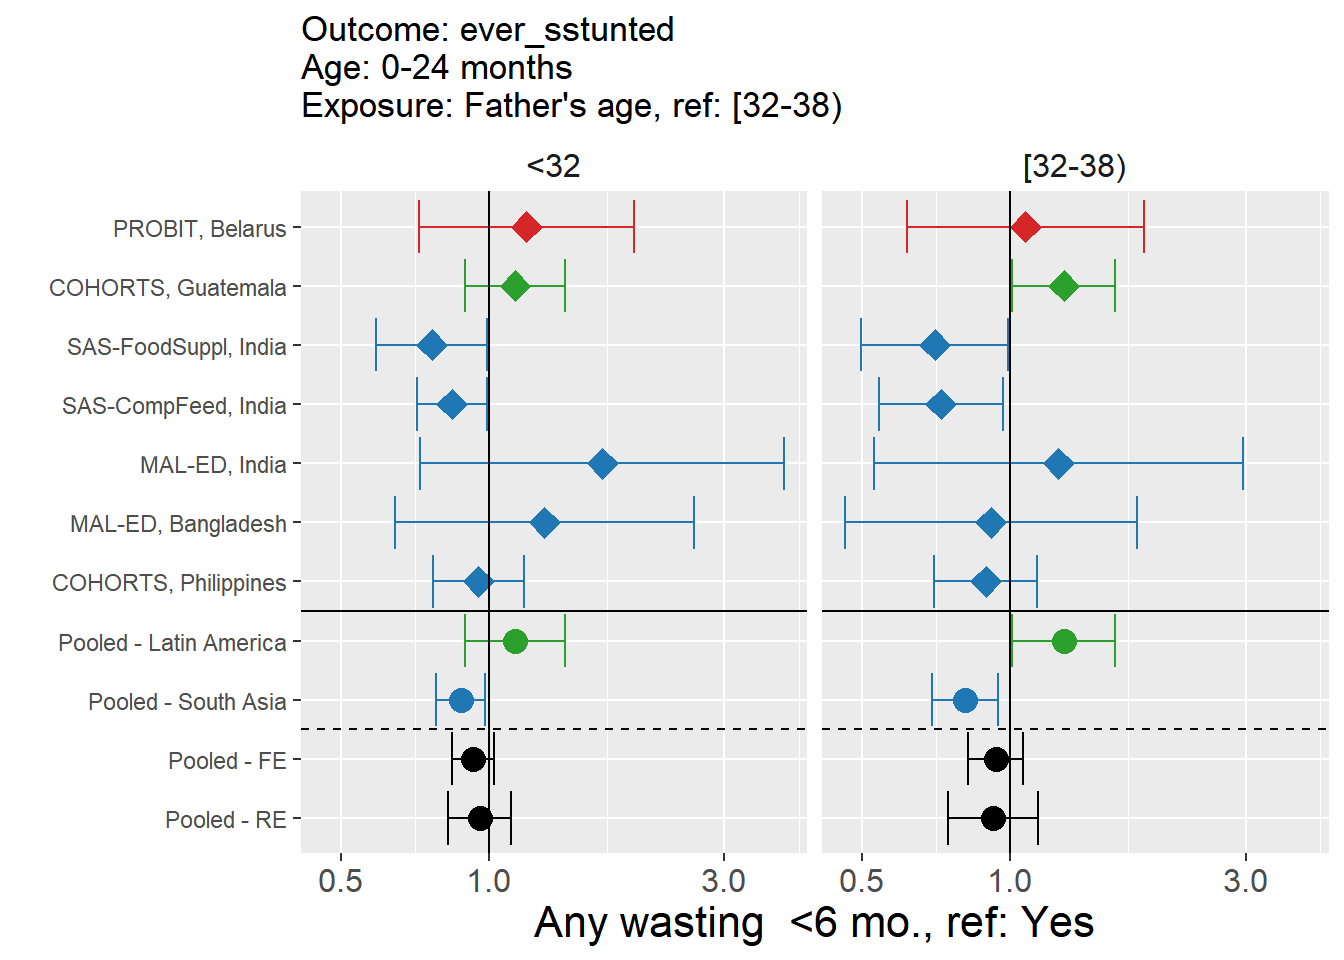 Outcome: ever_sstunted
Age: 0-24 months
Exposure: Father's age, ref: [32-38)
<32 [32-38)
PROBIT, Belarus
COHORTS, Guatemala
SAS-FoodSuppl, India
SAS-CompFeed, India
MAL-ED, India
MAL-ED, Bangladesh
COHORTS, Philippines
Pooled - Latin America
Pooled - South Asia
Pooled - FE
Pooled - RE
0.5 1.0 3.0 0.5 1.0 3.0
Any wasting  <6 mo., ref: Yes